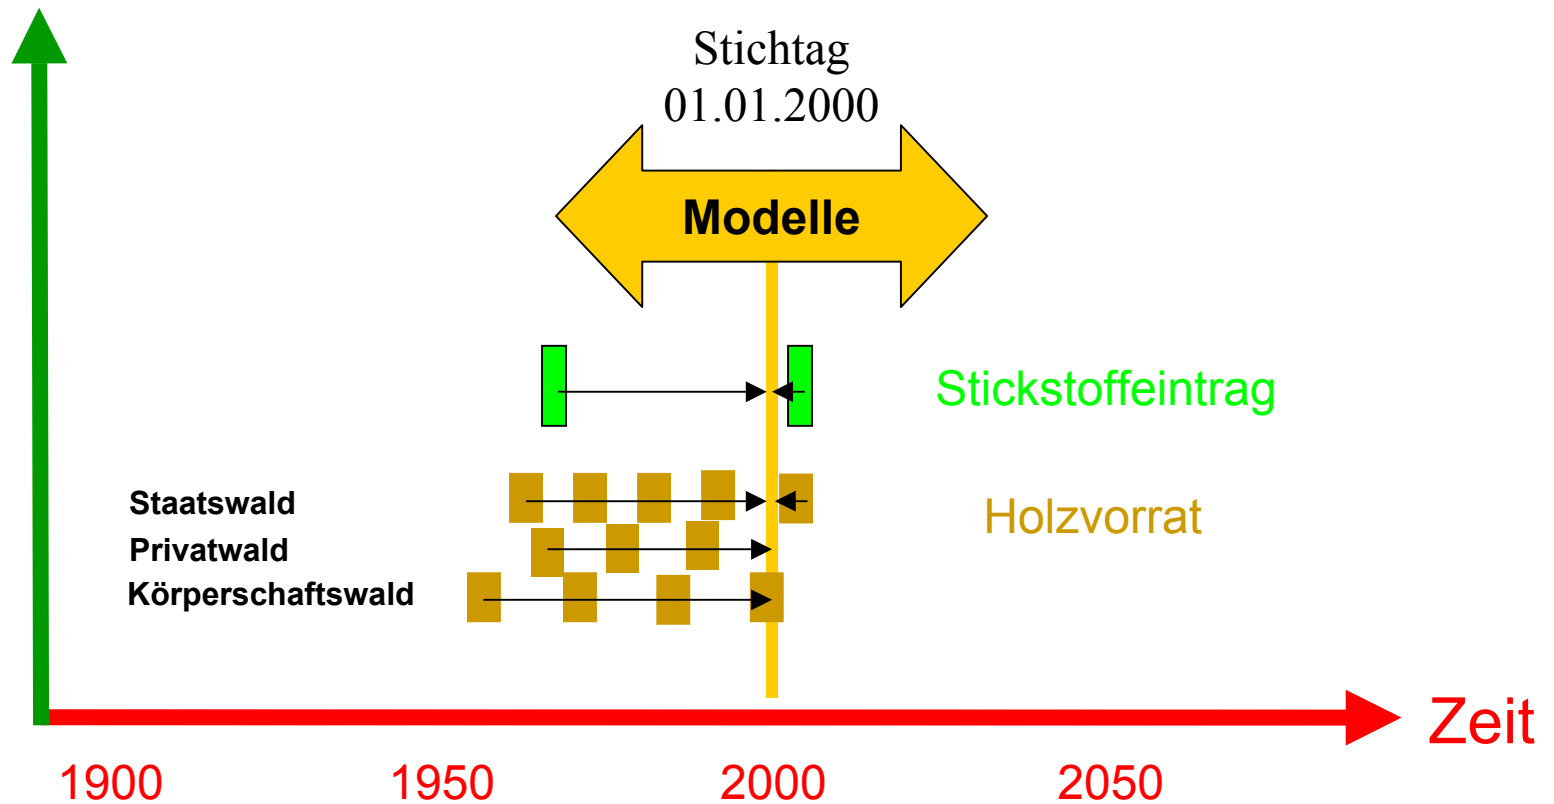 Stichtag
01.01.2000
Modelle
Stickstoffeintrag
Staatswald
Holzvorrat
Privatwald
Körperschaftswald
Zeit
1900 1950 2000 2050